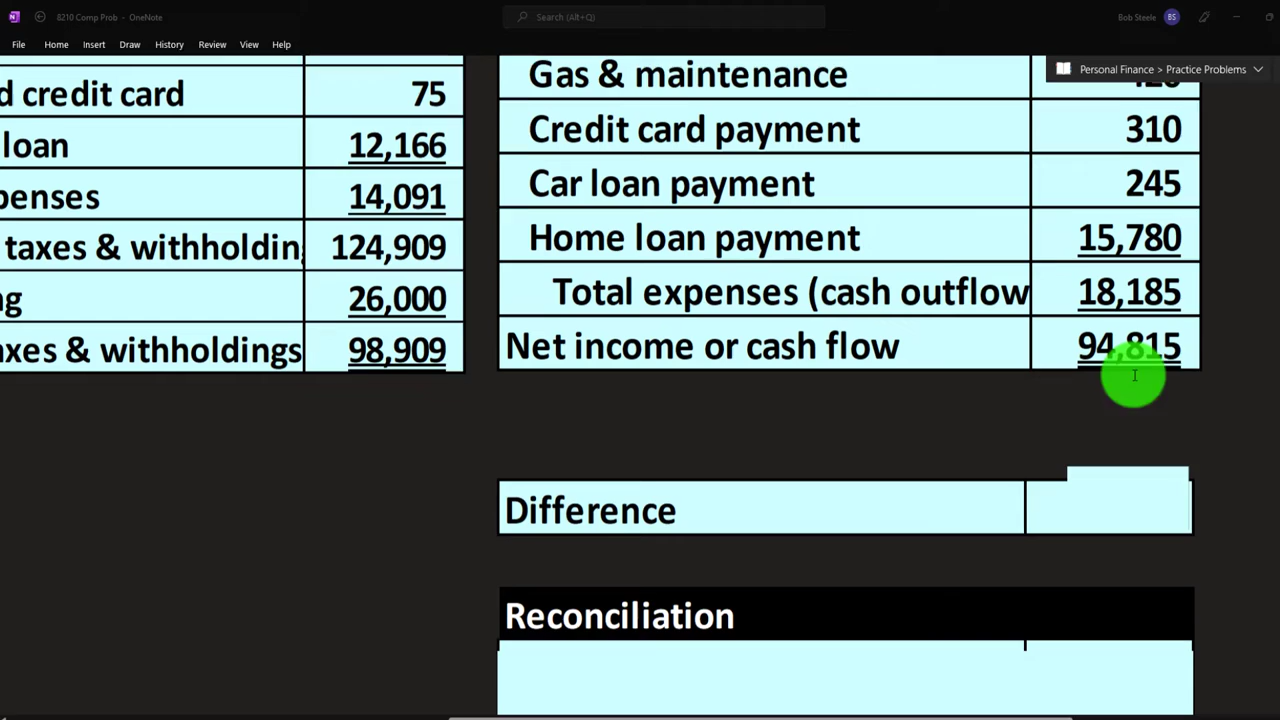 8210 Comp Prob - OneNote
Search (Alt+Q)
Bob Steele
BS
File Home Insert Draw History Review View Help
Personal Finance > Practice Problems
d credit card 75
loan 12,166
penses 14,091
taxes & withholding 124,909
g 26,000
axes & withholdings 98,909
Gas & maintenance
Credit card payment 310
Car loan payment 245
Home loan payment 15,780
Total expenses (cash outflow 18,185
Net income or cash flow 94,815
Difference
Reconciliation